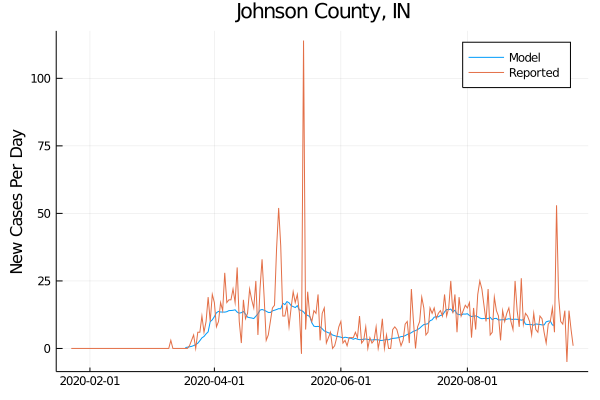 Johnson County, IN
Model
Reported
New Cases Per Day
100
75
50
25
0
2020-02-01
2020-04-01
2020-06-01
2020-08-01